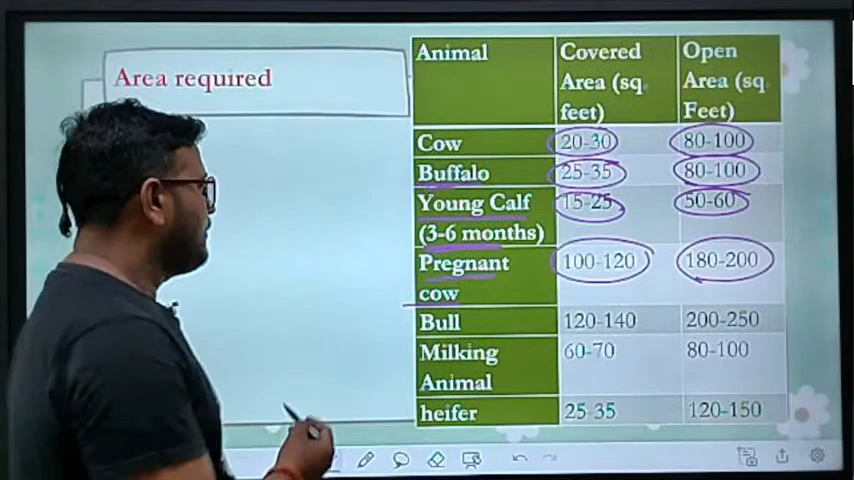 Area required
Animal
Covered
Area (sq.
feet)
Open
Area (sq.
Feet)
Cow
20-30
80-100
Buffalo
25-35
80-100
Young Calf
(3-6 months)
15-25
50-60
Pregnant
cow
100-120
180-200
Bull
120-140
200-250
Milking
Animal
60-70
80-100
heifer
25-35
120-150